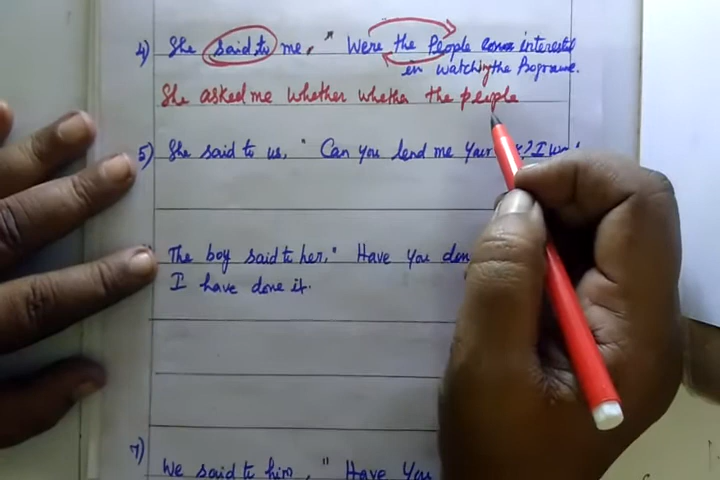 4) She said to me, " Were the People interested
in watching the Programe.
She asked me whether whether the people
5) She said to us, " Can you lend me your
The boy said to her, " Have You don
I have done it.
7) We said to him, " Have You